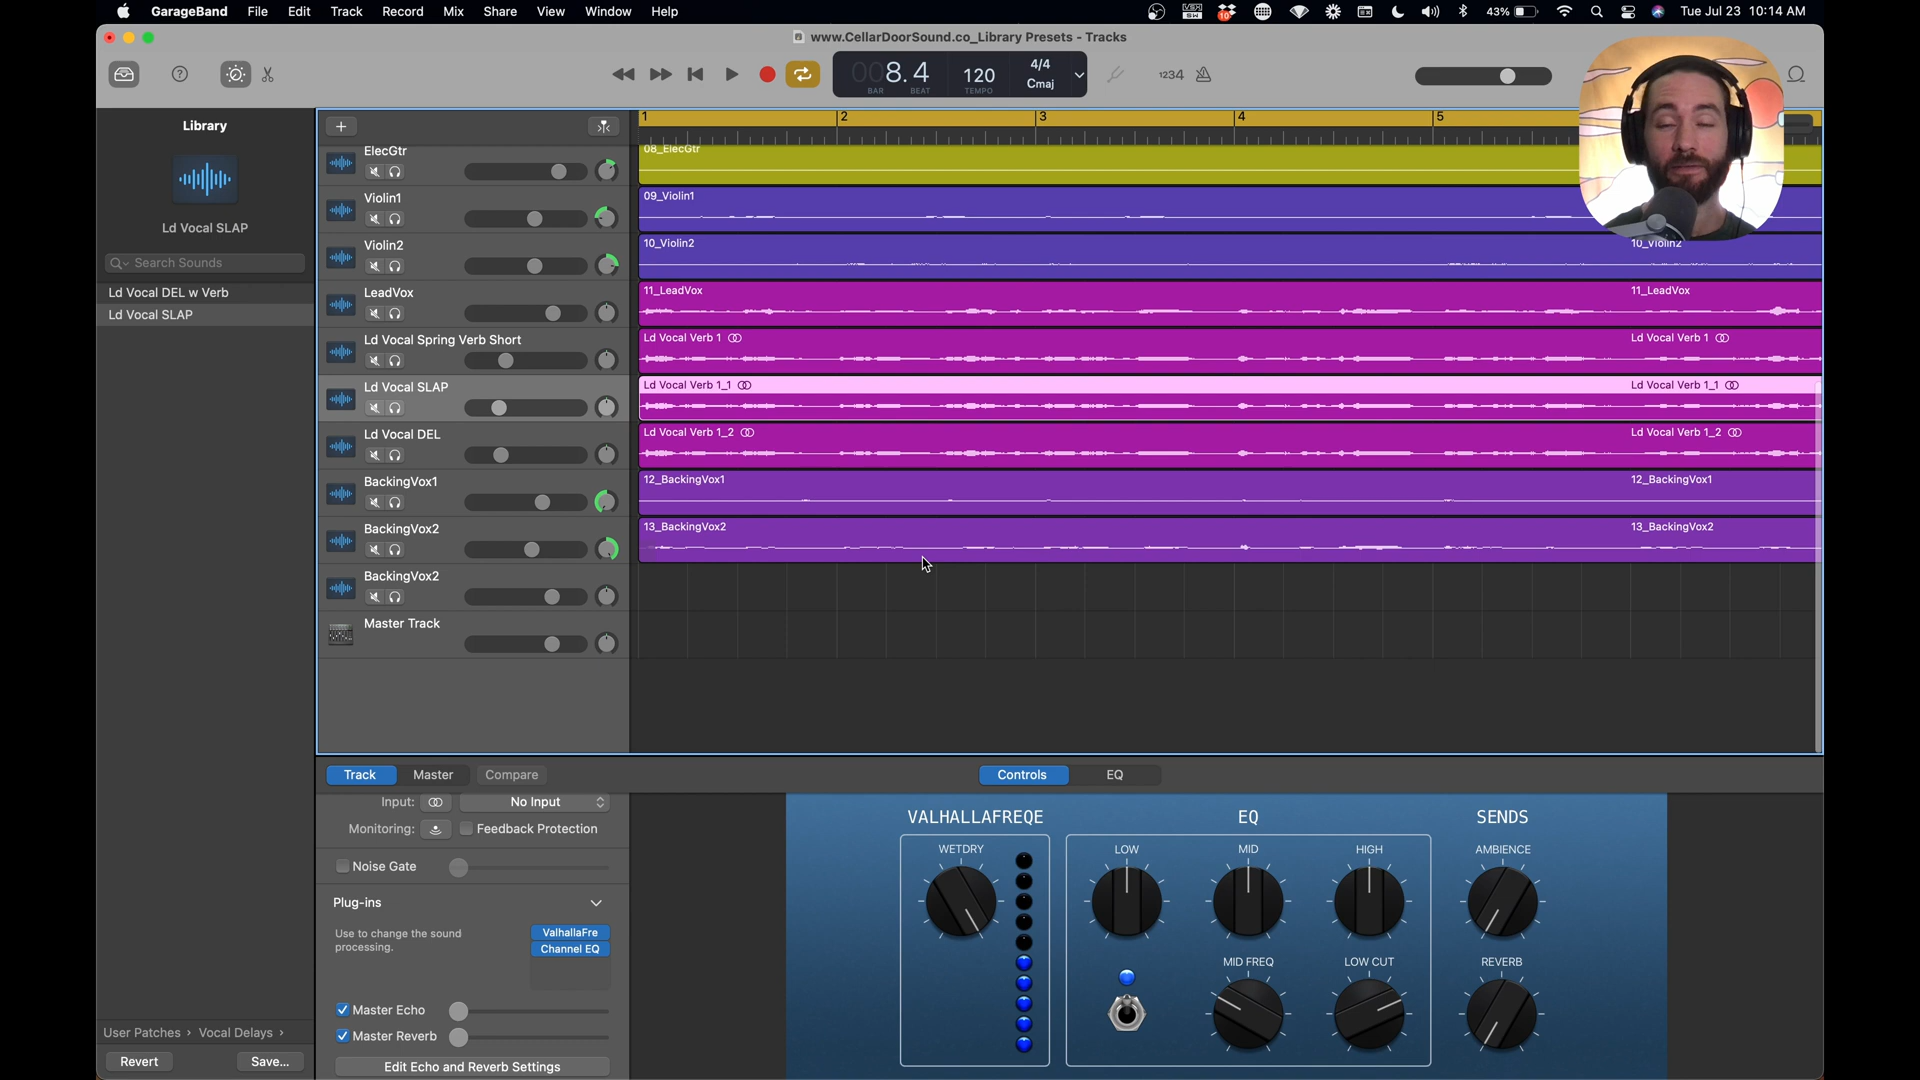 GarageBand File Edit Track Record Mix Share View Window Help
43% Tue Jul 23 10:14 AM
www.CellarDoorSound.co_Library Presets - Tracks
008.4 120 4/4 Cmaj
BAR BEAT TEMPO
1234
Library
Ld Vocal SLAP
Search Sounds
Ld Vocal DEL w Verb
Ld Vocal SLAP
User Patches › Vocal Delays ›
Revert Save...
1 2 3 4 5
ElecGtr
Violin1
Violin2
LeadVox
Ld Vocal Spring Verb Short
Ld Vocal SLAP
Ld Vocal DEL
BackingVox1
BackingVox2
BackingVox2
Master Track
08_ElecGtr
09_Violin1
10_Violin2 10_Violin2
11_LeadVox 11_LeadVox
Ld Vocal Verb 1 Ld Vocal Verb 1
Ld Vocal Verb 1_1 Ld Vocal Verb 1_1
Ld Vocal Verb 1_2 Ld Vocal Verb 1_2
12_BackingVox1 12_BackingVox1
13_BackingVox2 13_BackingVox2
Track Master Compare Controls EQ
Input: No Input
Monitoring: Feedback Protection
Noise Gate
Plug-ins
Use to change the sound
processing.
ValhallaFre
Channel EQ
Master Echo
Master Reverb
Edit Echo and Reverb Settings
VALHALLAFREQE EQ SENDS
WETDRY LOW MID HIGH AMBIENCE
MID FREQ LOW CUT REVERB